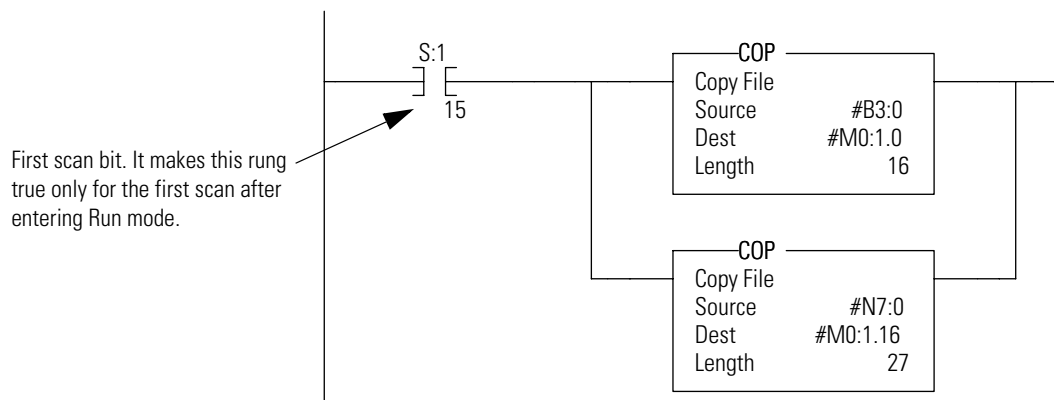 S:1
15
First scan bit. It makes this rung
true only for the first scan after
entering Run mode.
COP
Copy File
Source #B3:0
Dest #M0:1.0
Length 16
COP
Copy File
Source #N7:0
Dest #M0:1.16
Length 27